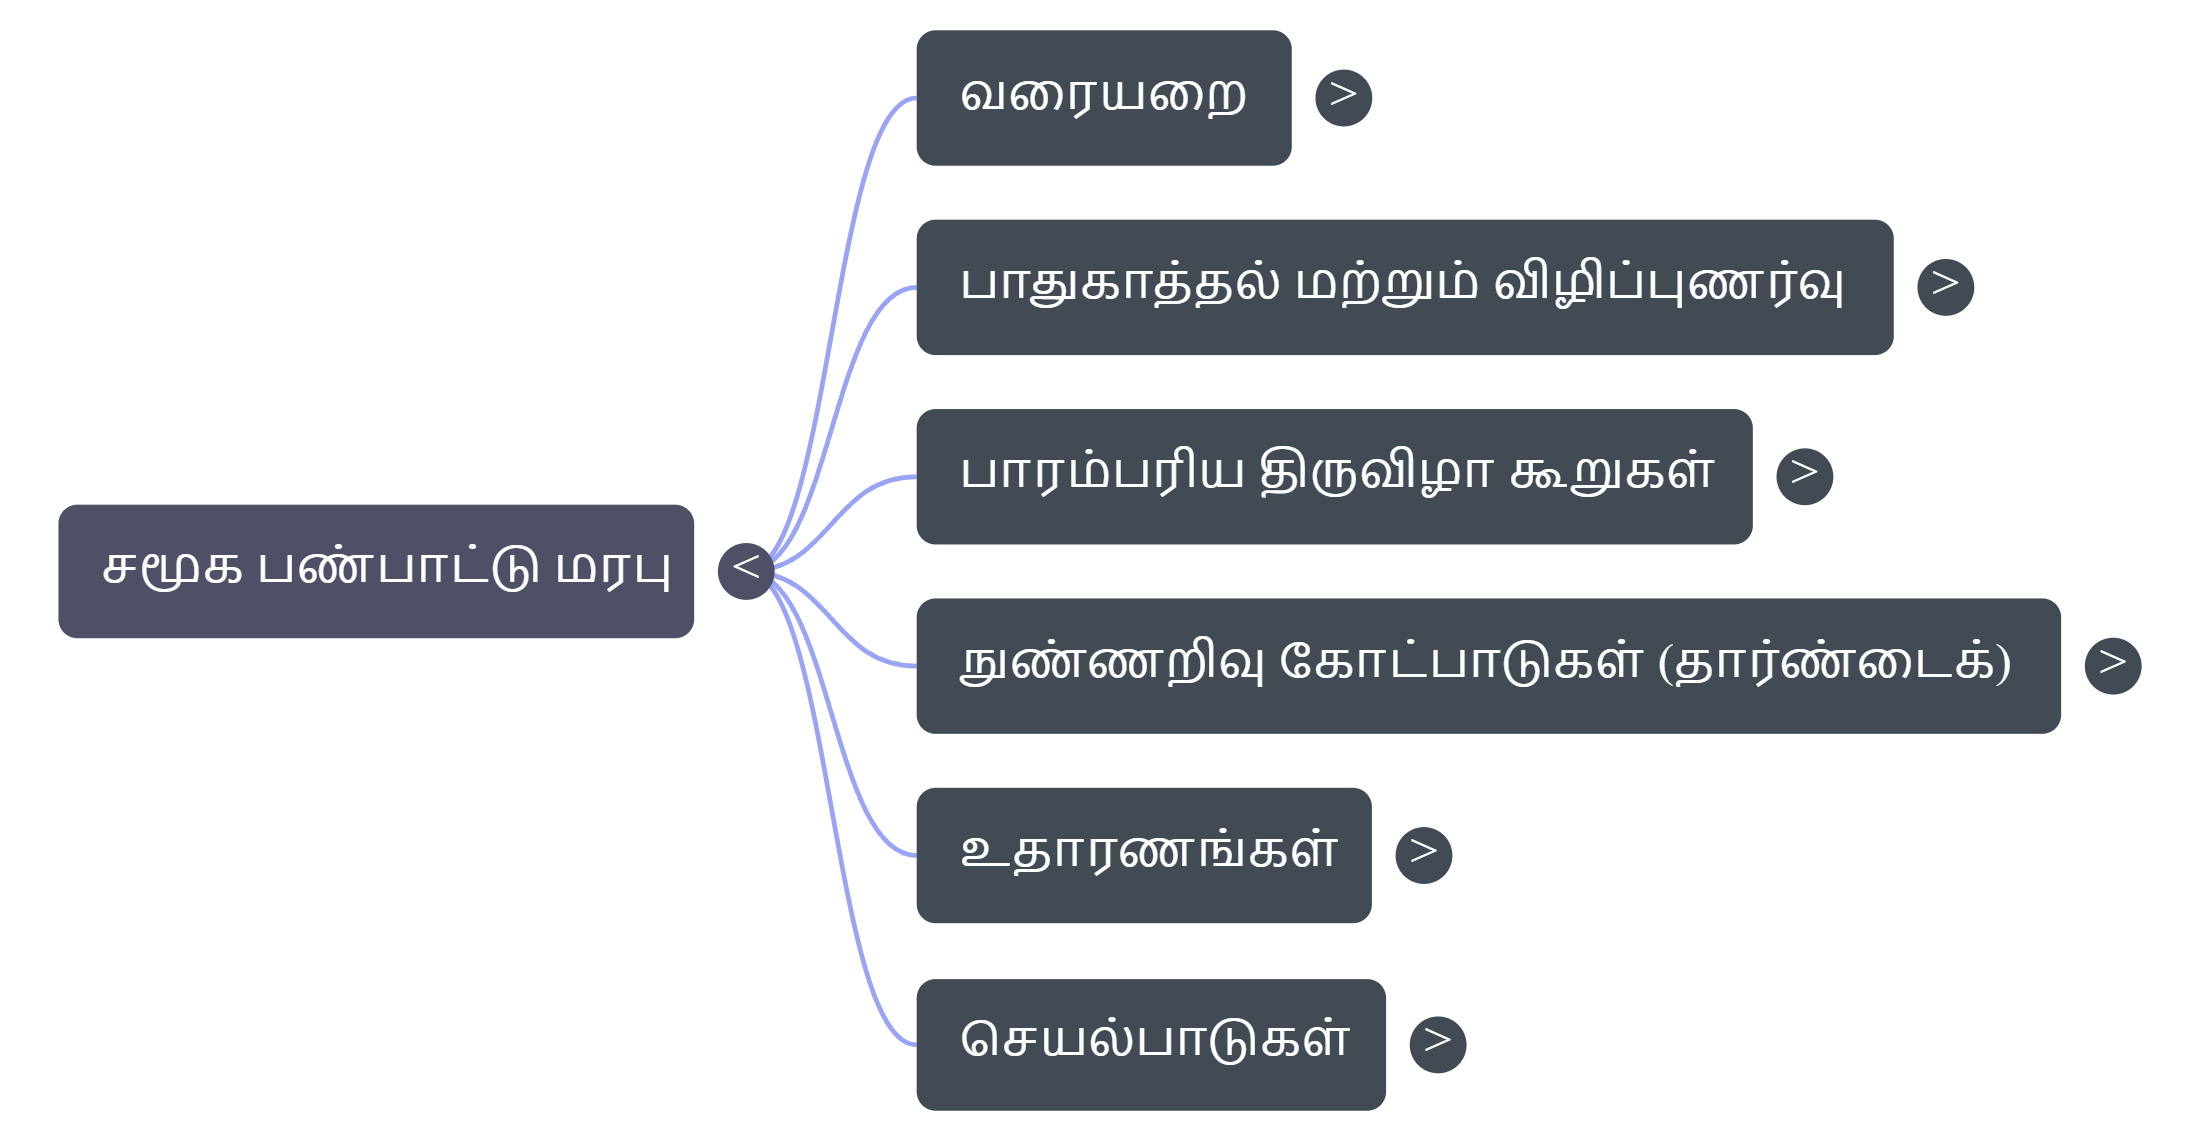 சமூக பண்பாட்டு மரபு
<
வரையறை
>
பாதுகாத்தல் மற்றும் விழிப்புணர்வு
>
பாரம்பரிய திருவிழா கூறுகள்
>
நுண்ணறிவு கோட்பாடுகள் (தார்ண்டைக்)
>
உதாரணங்கள்
>
செயல்பாடுகள்
>